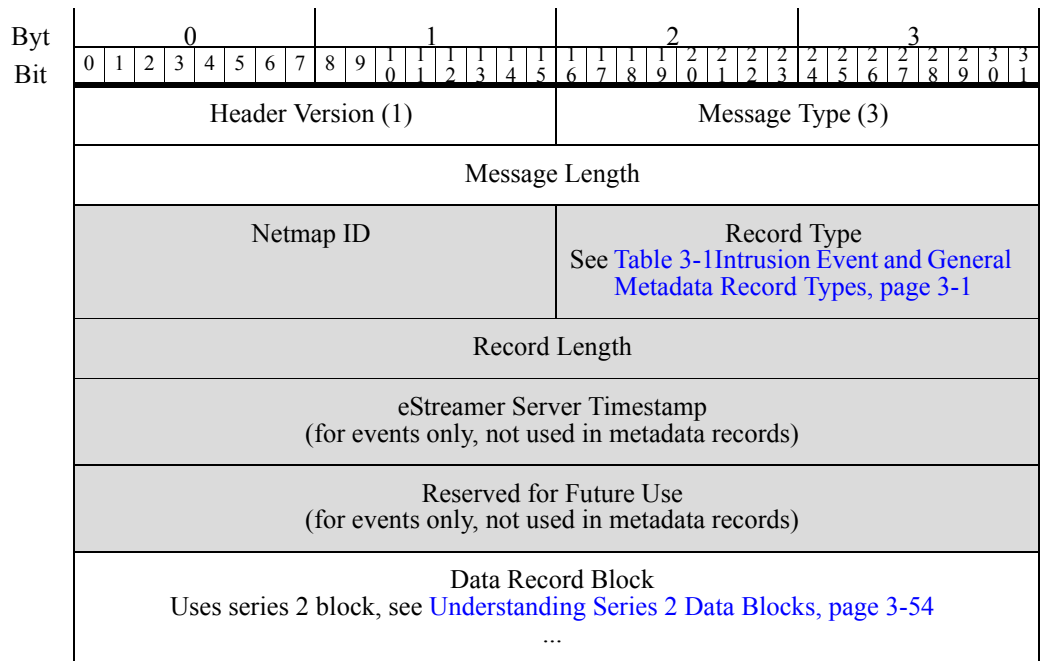 Byt 0 1 2 3
Bit 0 1 2 3 4 5 6 7 8 9 10 11 12 13 14 15 16 17 18 19 20 21 22 23 24 25 26 27 28 29 30 31
Header Version (1) Message Type (3)
Message Length
Netmap ID Record Type
See Table 3-1Intrusion Event and General
Metadata Record Types, page 3-1
Record Length
eStreamer Server Timestamp
(for events only, not used in metadata records)
Reserved for Future Use
(for events only, not used in metadata records)
Data Record Block
Uses series 2 block, see Understanding Series 2 Data Blocks, page 3-54
...